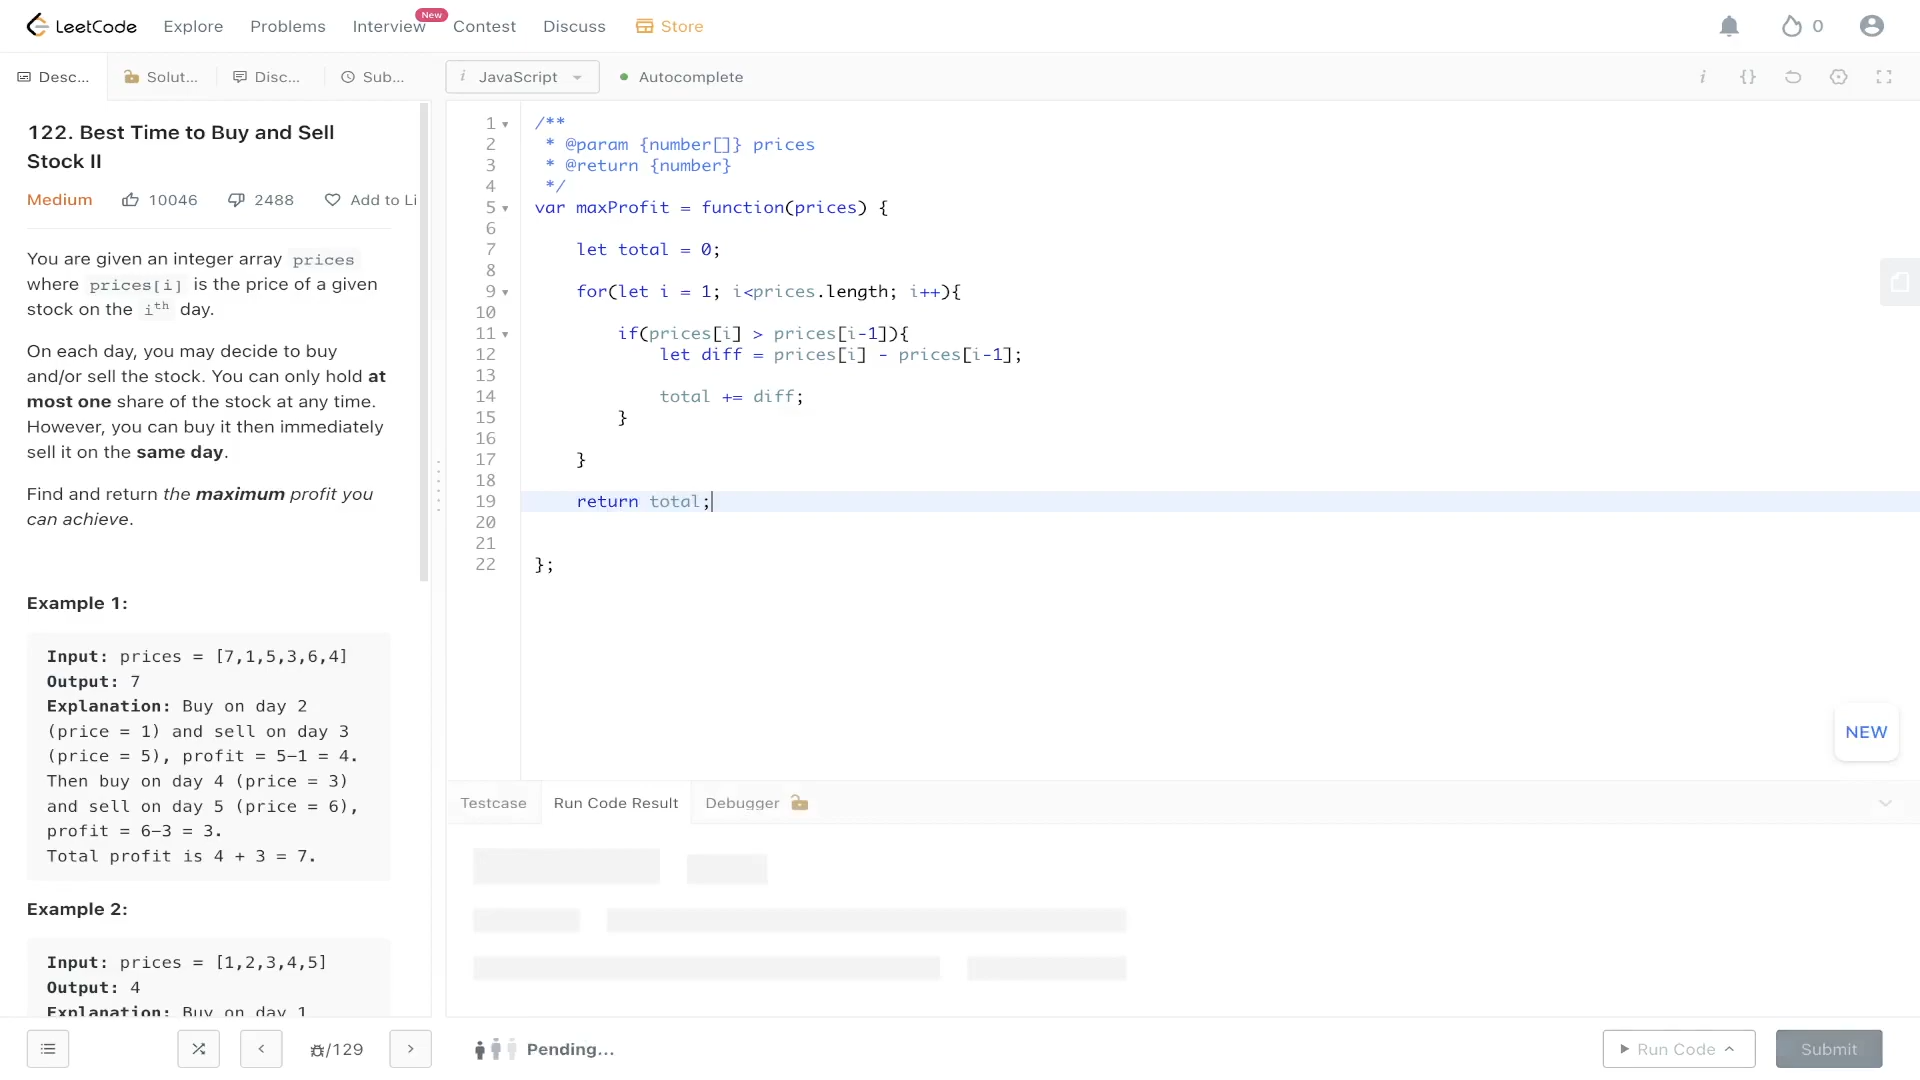 LeetCode Explore Problems Interview New Contest Discuss Store 0
Desc... Solut... Disc... Sub... i JavaScript Autocomplete i {}
122. Best Time to Buy and Sell
Stock II
Medium 10046 2488 Add to Li
You are given an integer array prices
where prices[i] is the price of a given
stock on the ith day.
On each day, you may decide to buy
and/or sell the stock. You can only hold at
most one share of the stock at any time.
However, you can buy it then immediately
sell it on the same day.
Find and return the maximum profit you
can achieve.
Example 1:
Input: prices = [7,1,5,3,6,4]
Output: 7
Explanation: Buy on day 2
(price = 1) and sell on day 3
(price = 5), profit = 5-1 = 4.
Then buy on day 4 (price = 3)
and sell on day 5 (price = 6),
profit = 6-3 = 3.
Total profit is 4 + 3 = 7.
Example 2:
Input: prices = [1,2,3,4,5]
Output: 4
Explanation: Buy on day 1
1 /**
2 * @param {number[]} prices
3 * @return {number}
4 */
5 var maxProfit = function(prices) {
6
7 let total = 0;
8
9 for(let i = 1; i<prices.length; i++){
10
11 if(prices[i] > prices[i-1]){
12 let diff = prices[i] - prices[i-1];
13
14 total += diff;
15 }
16
17 }
18
19 return total;
20
21
22 };
NEW
Testcase Run Code Result Debugger
/129 Pending... Run Code Submit